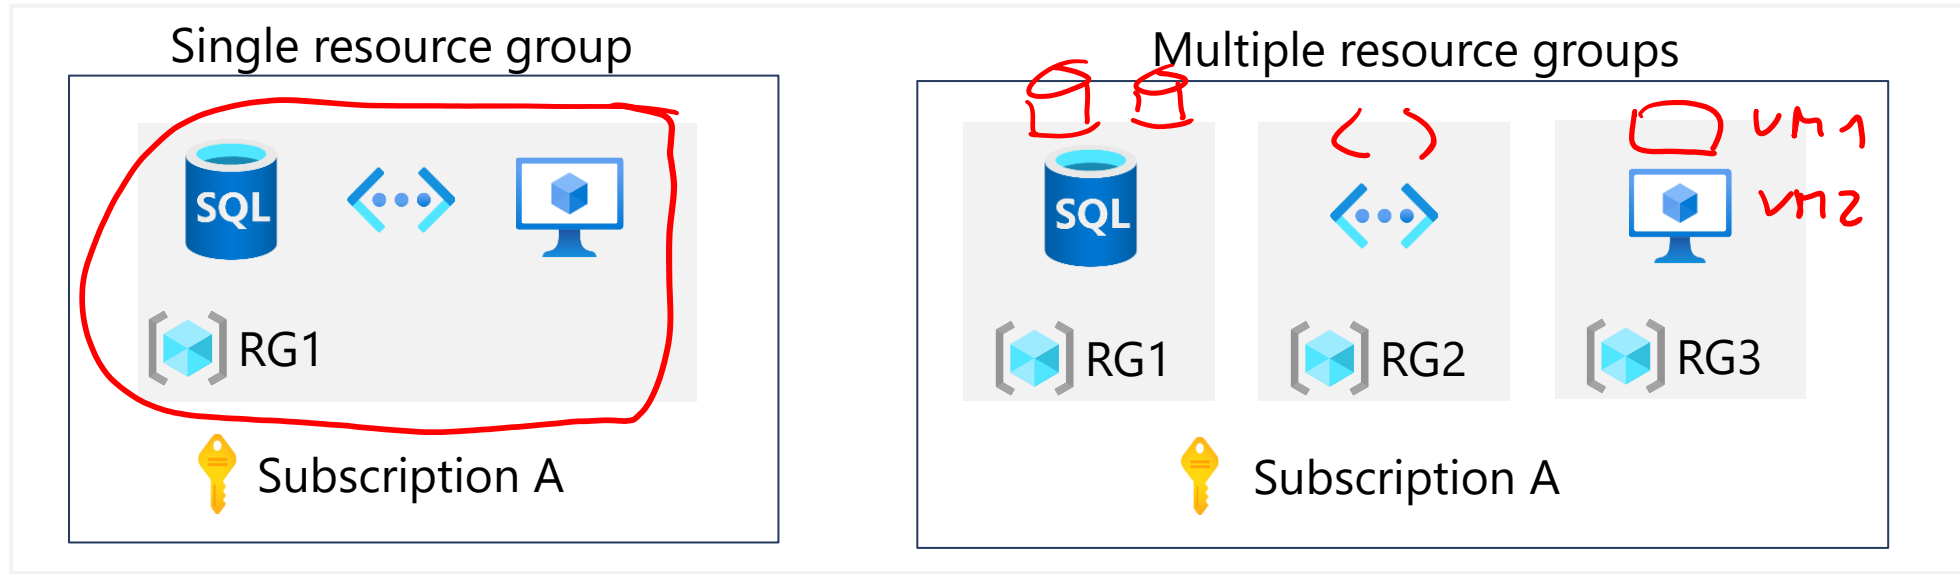 Single resource group
SQL
RG1
Subscription A
Multiple resource groups
VM1
VM2
SQL
RG1
RG2
RG3
Subscription A